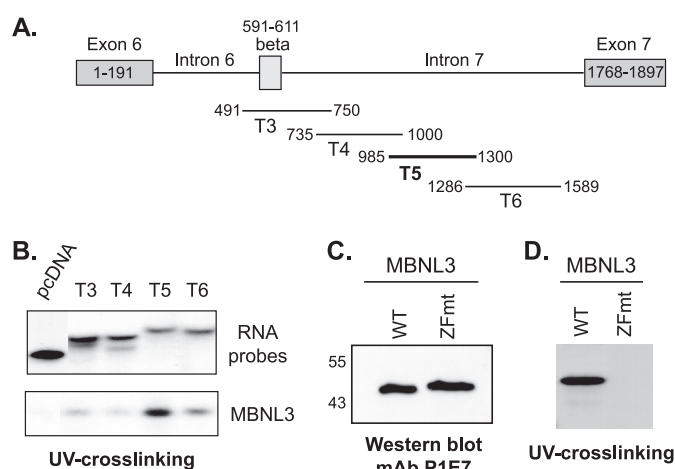 A.
591-611
Exon 6
beta
Exon 7
1-191
Intron 6
Intron 7
1768-1897
491
750
T3
735
1000
T4
985
1300
T5
1286
1589
T6
B.
pcDNA
T3 T4 T5 T6
RNA
probes
MBNL3
UV-crosslinking
C.
MBNL3
WT
ZFmt
55
43
Western blot
mAb P1E7
D.
MBNL3
WT
ZFmt
UV-crosslinking